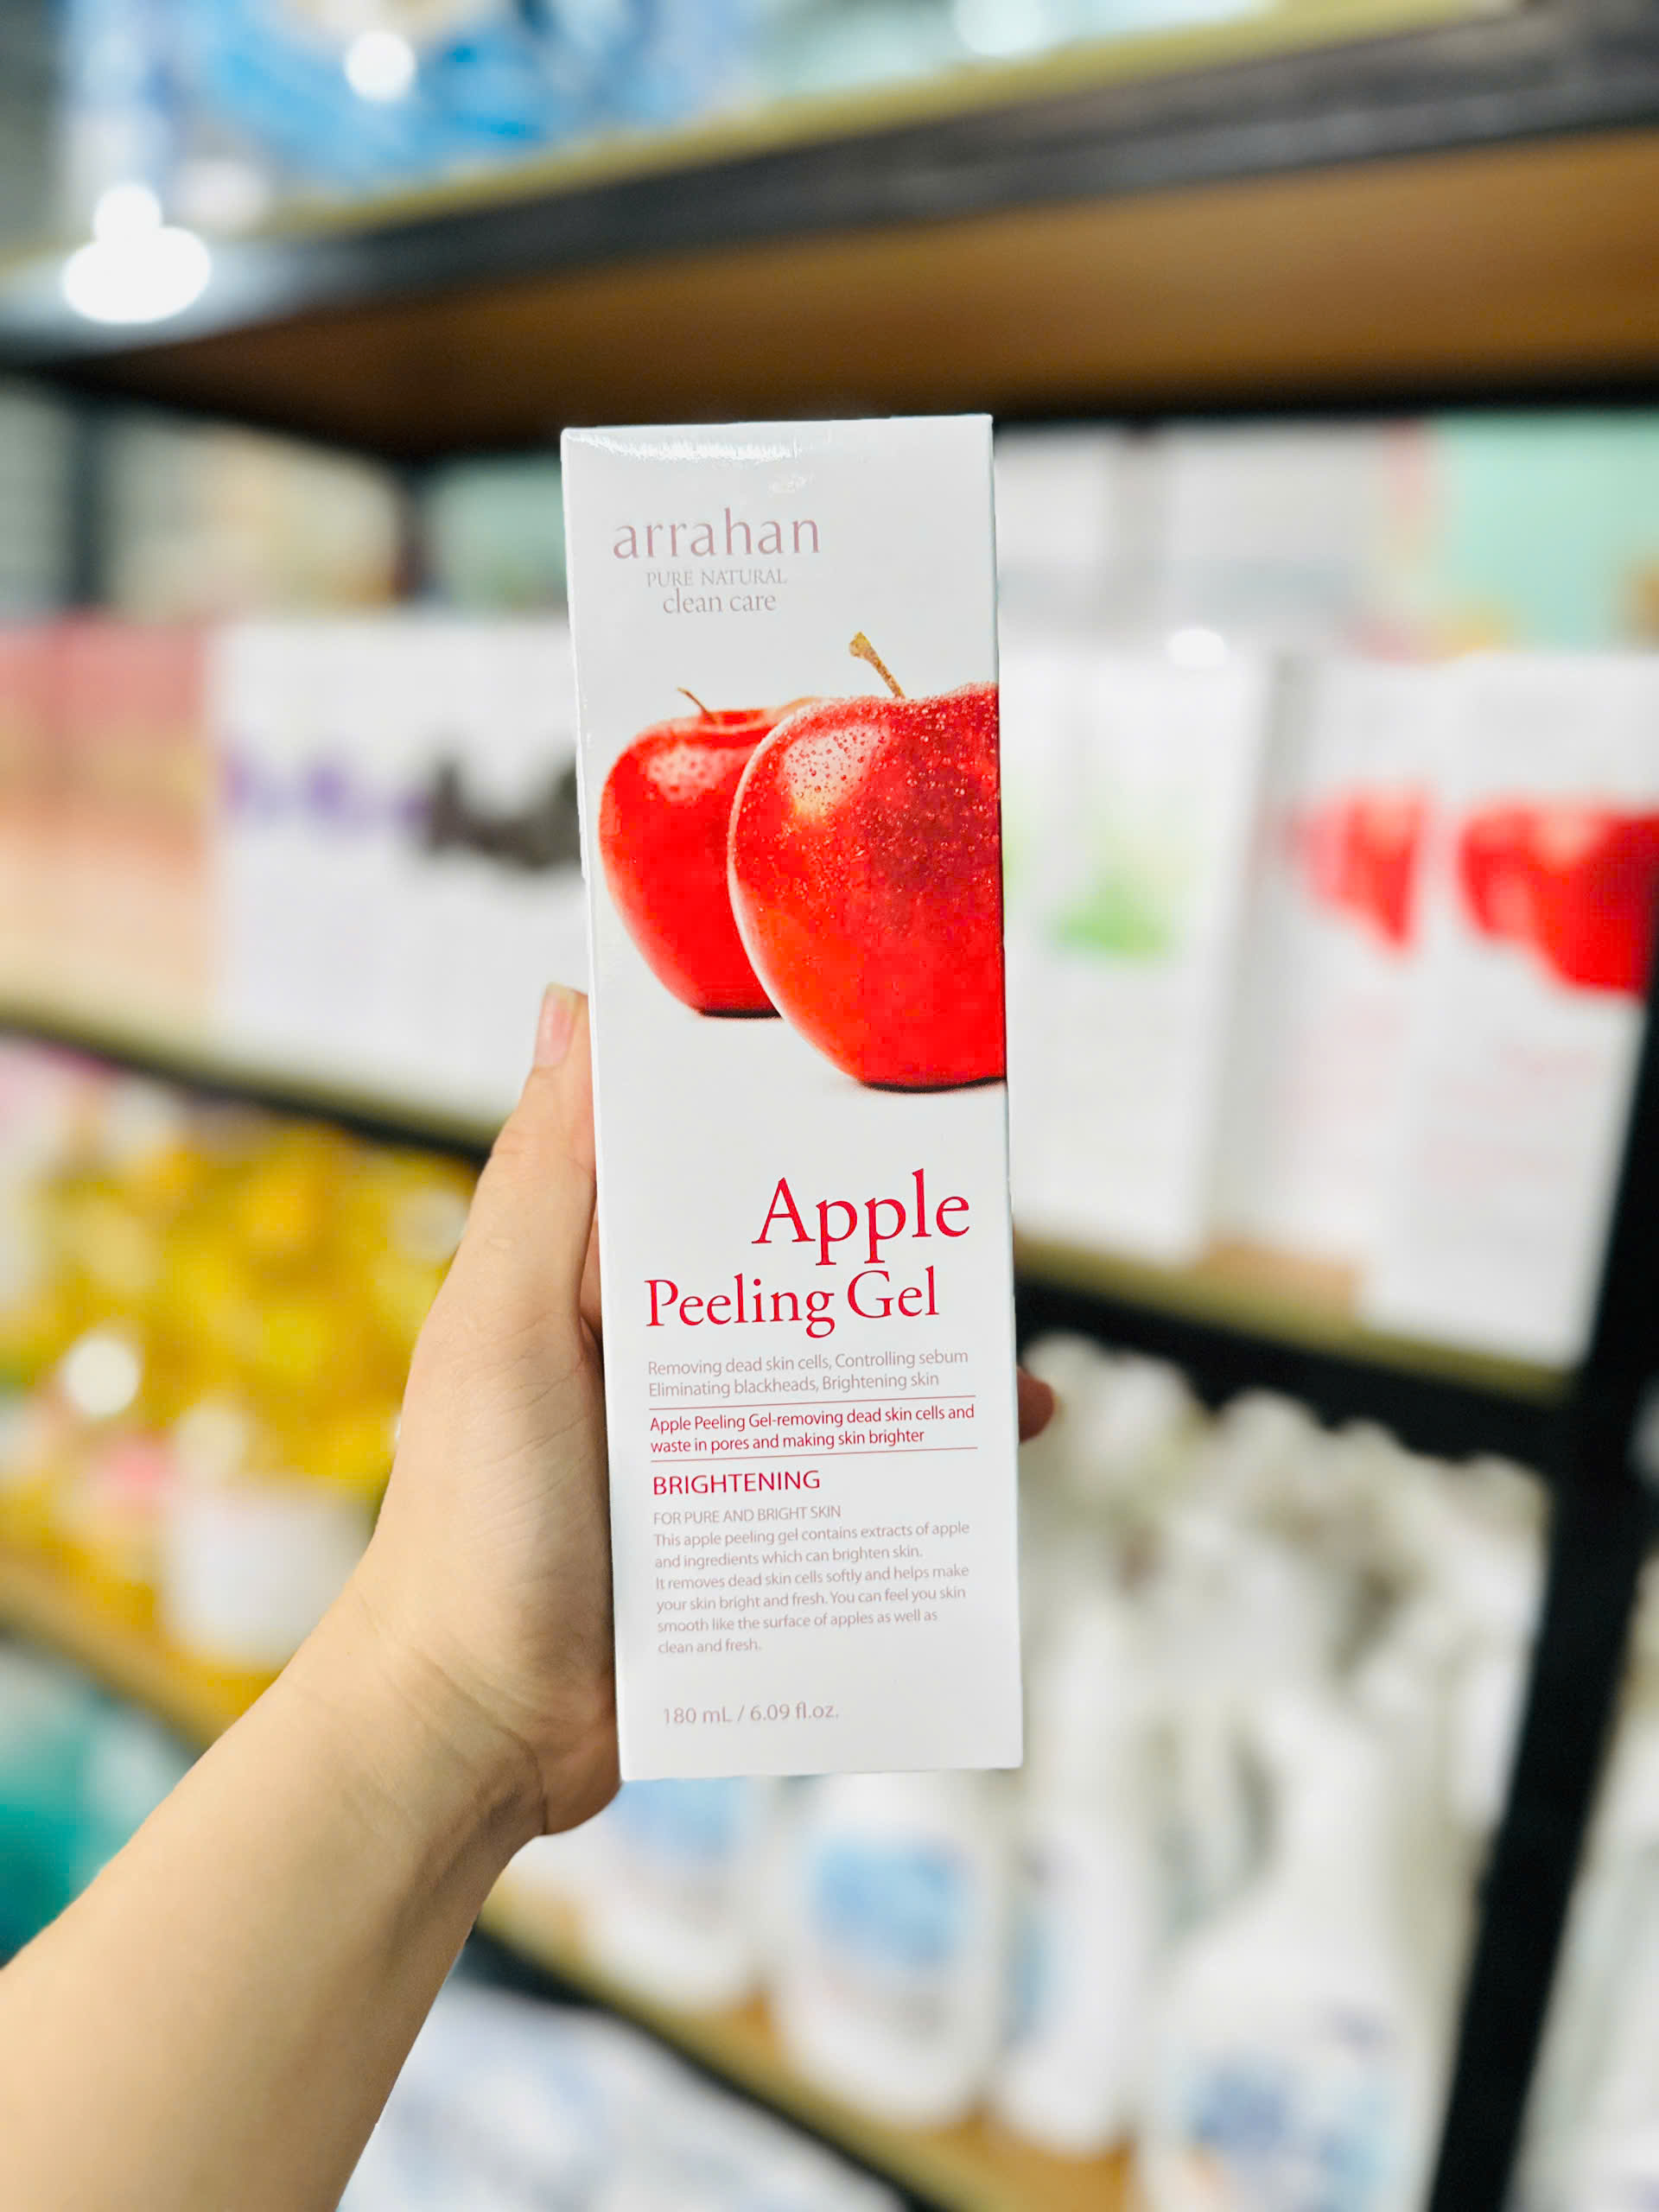 arrahan
PURE NATURAL
clean care
Apple
Peeling Gel
Removing dead skin cells, Controlling sebum
Eliminating blackheads, Brightening skin
Apple Peeling Gel-removing dead skin cells and
waste in pores and making skin brighter
BRIGHTENING
FOR PURE AND BRIGHT SKIN
This apple peeling gel contains extracts of apple
and ingredients which can brighten skin.
It removes dead skin cells softly and helps make
your skin bright and fresh. You can feel you skin
smooth like the surface of apples as well as
clean and fresh.
180 mL / 6.09 fl.oz.